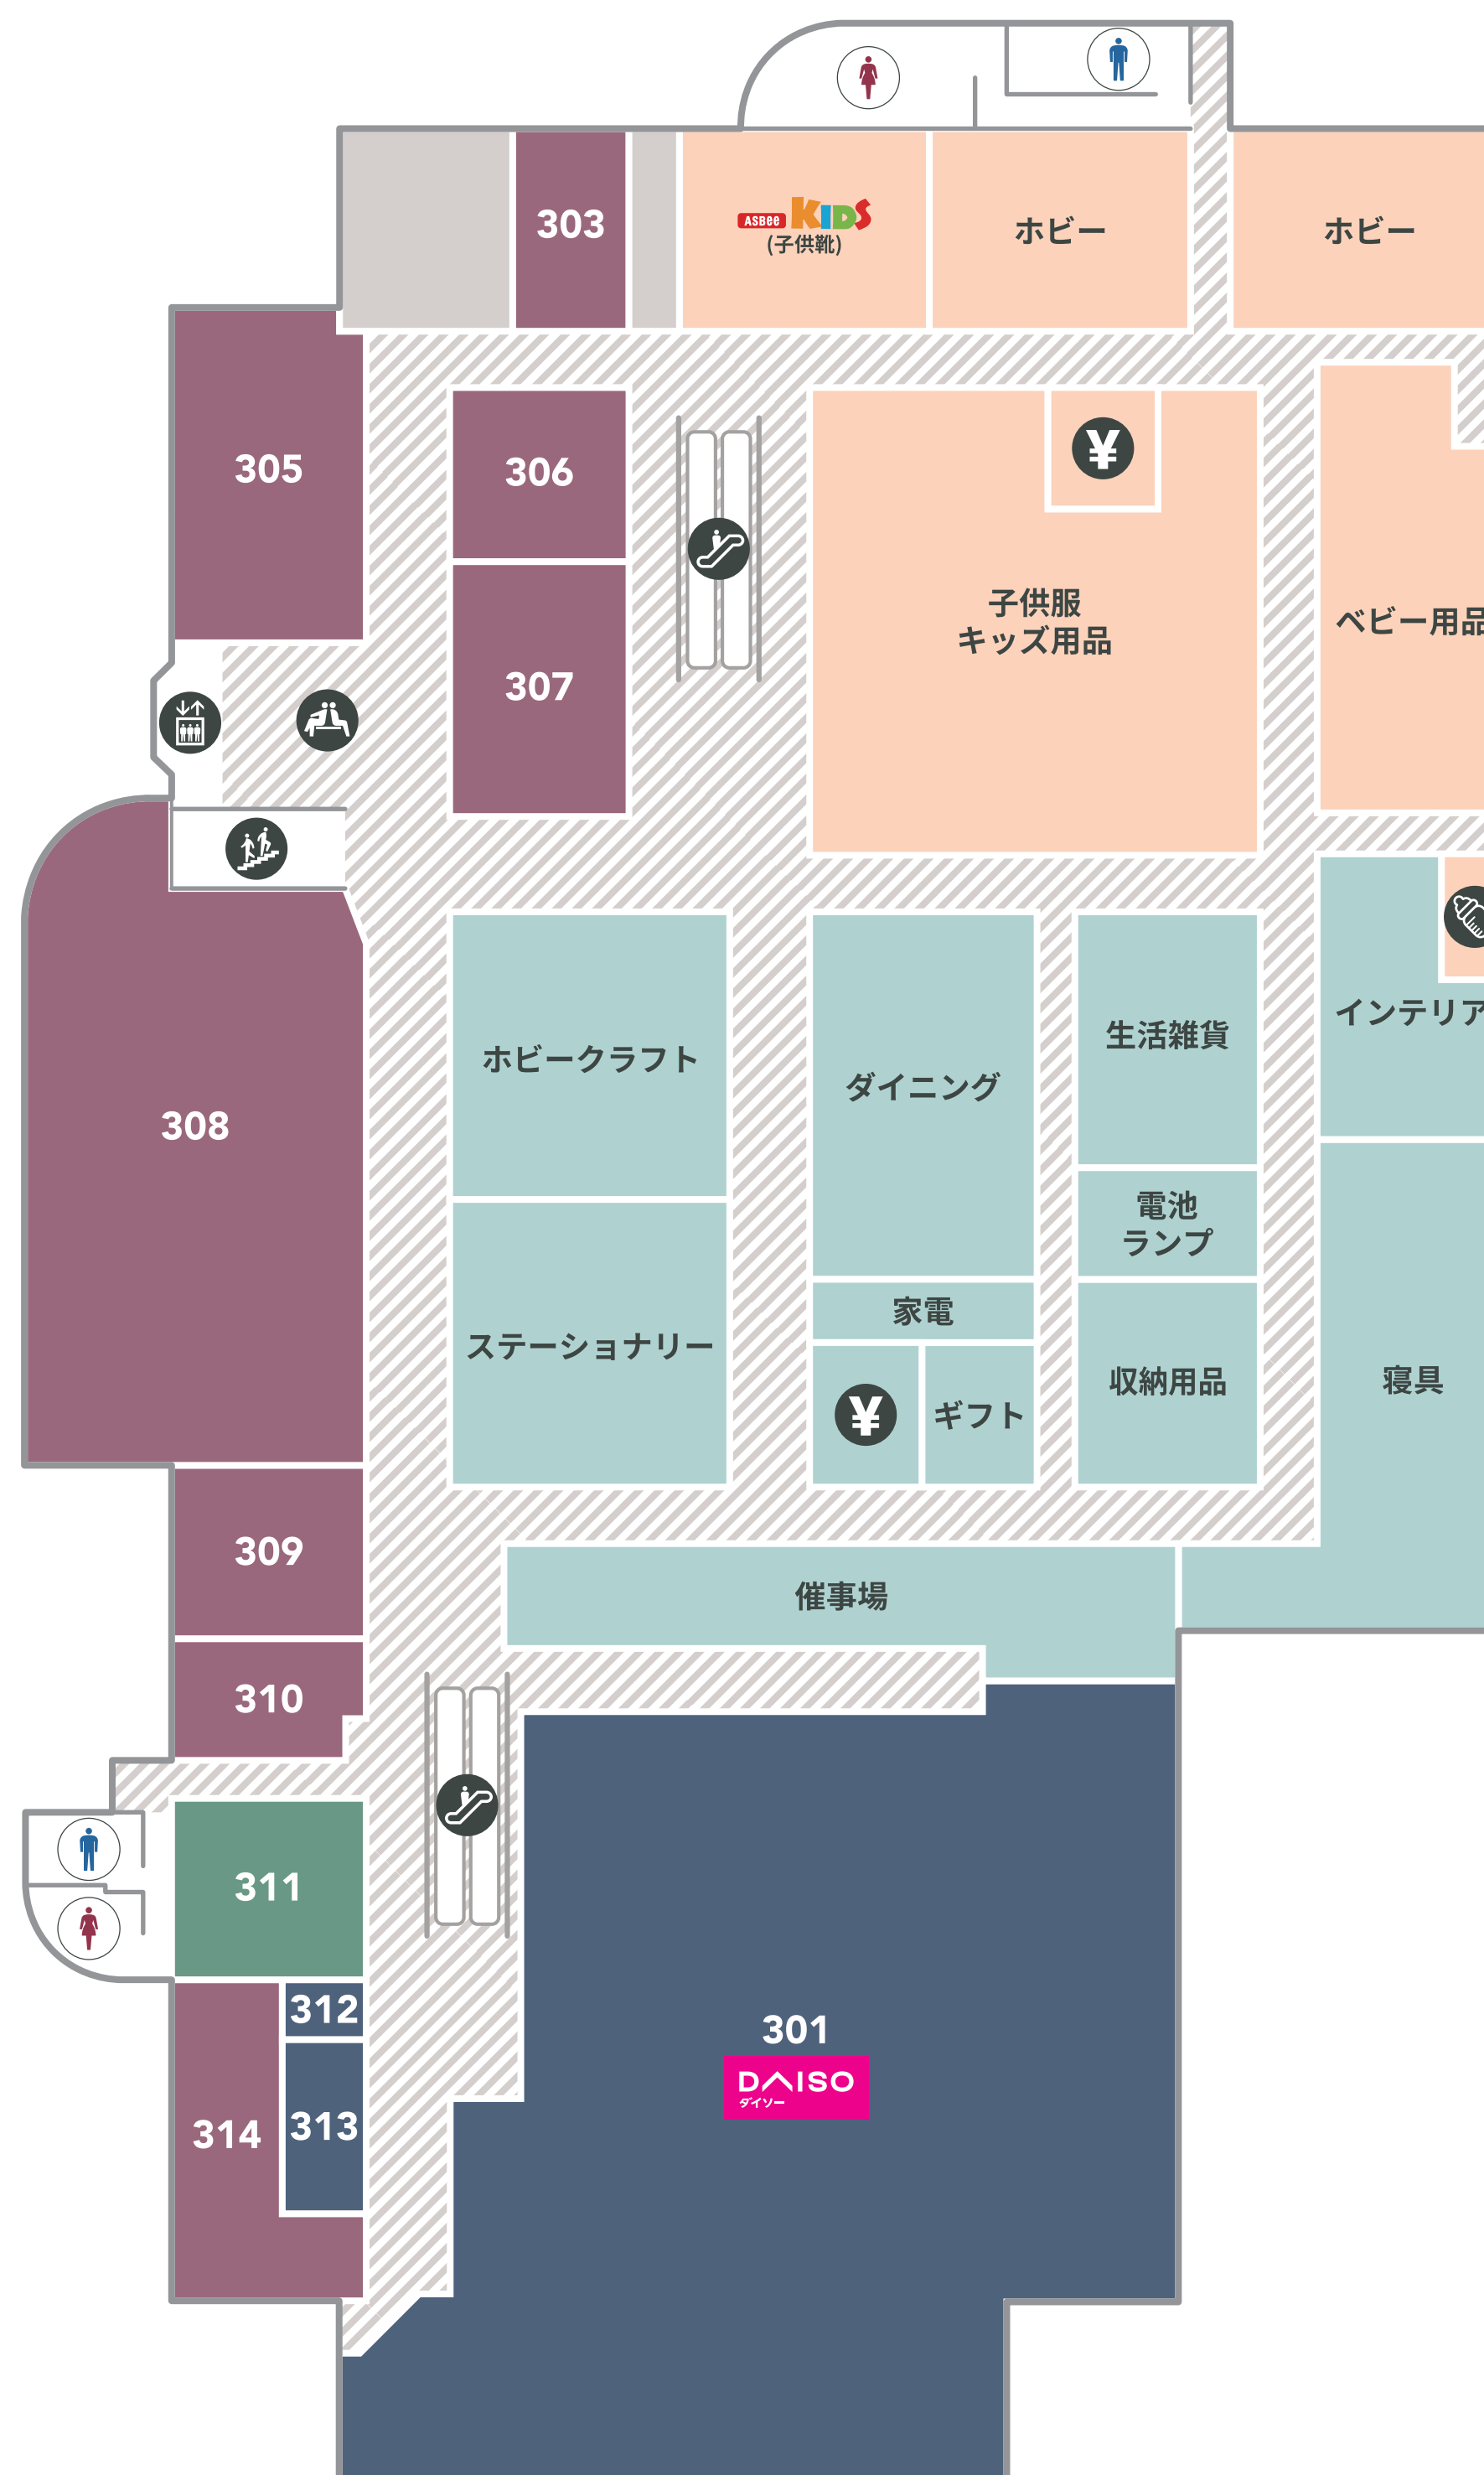 303
ASBee KIDS
(子供靴)
ホビー
ホビー
305
306
¥
307
子供服
キッズ用品
ベビー用品
308
ホビークラフト
ダイニング
生活雑貨
インテリア
電池
ランプ
ステーショナリー
家電
¥
ギフト
収納用品
寝具
309
催事場
310
311
312
301
DAISO
ダイソー
313
314